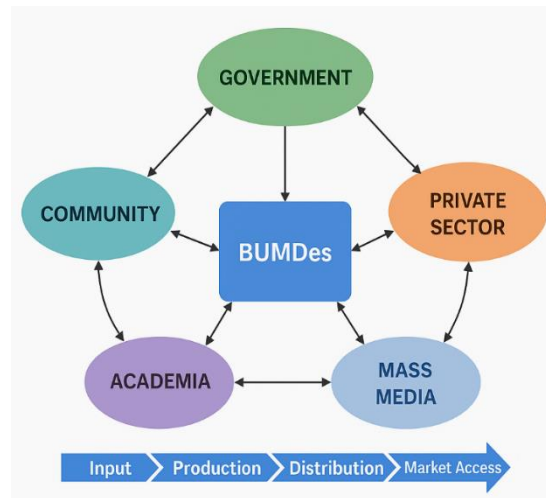 GOVERNMENT
COMMUNITY
PRIVATE
SECTOR
BUMDes
ACADEMIA
MASS
MEDIA
Input Production Distribution Market Access